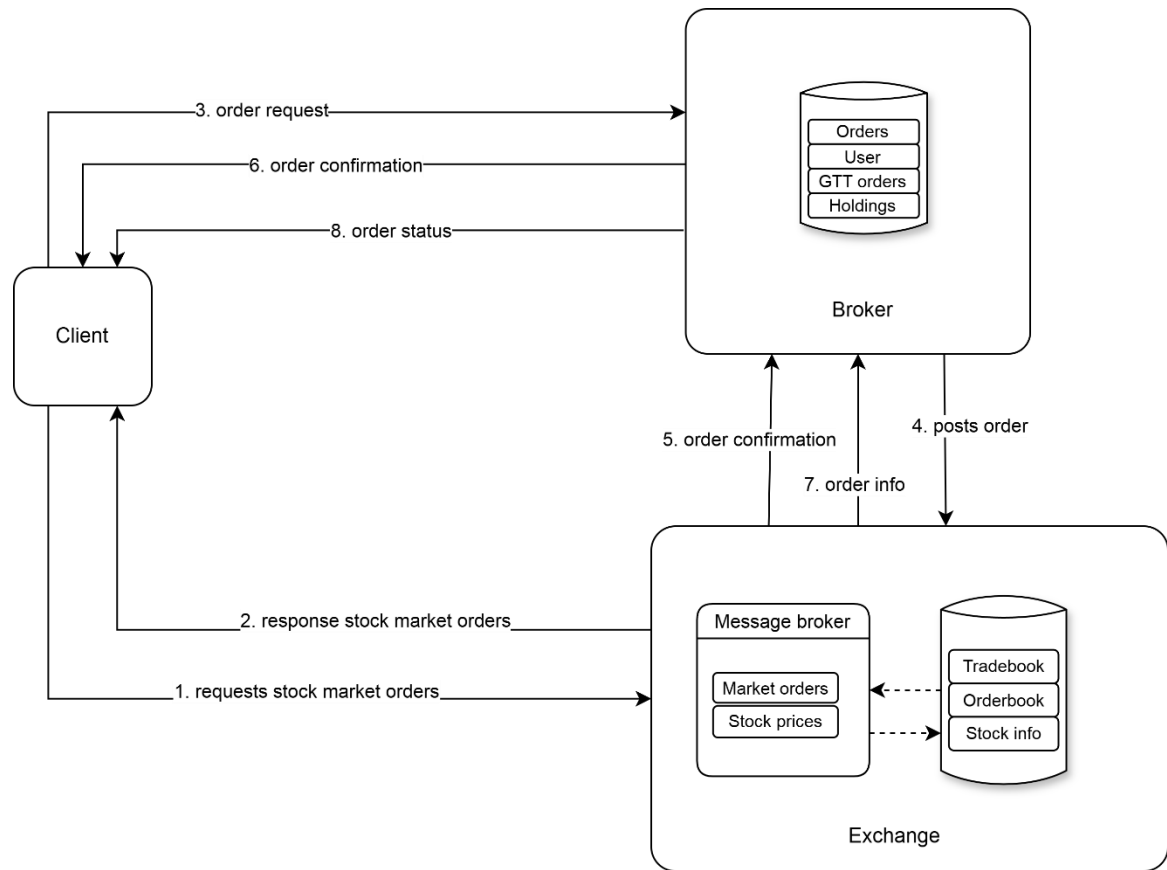 3. order request
Orders
User
GTT orders
Holdings
6. order confirmation
8. order status
Broker
Client
5. order confirmation
4. posts order
7. order info
2. response stock market orders
1. requests stock market orders
Message broker
Market orders
Stock prices
Tradebook
Orderbook
Stock info
Exchange